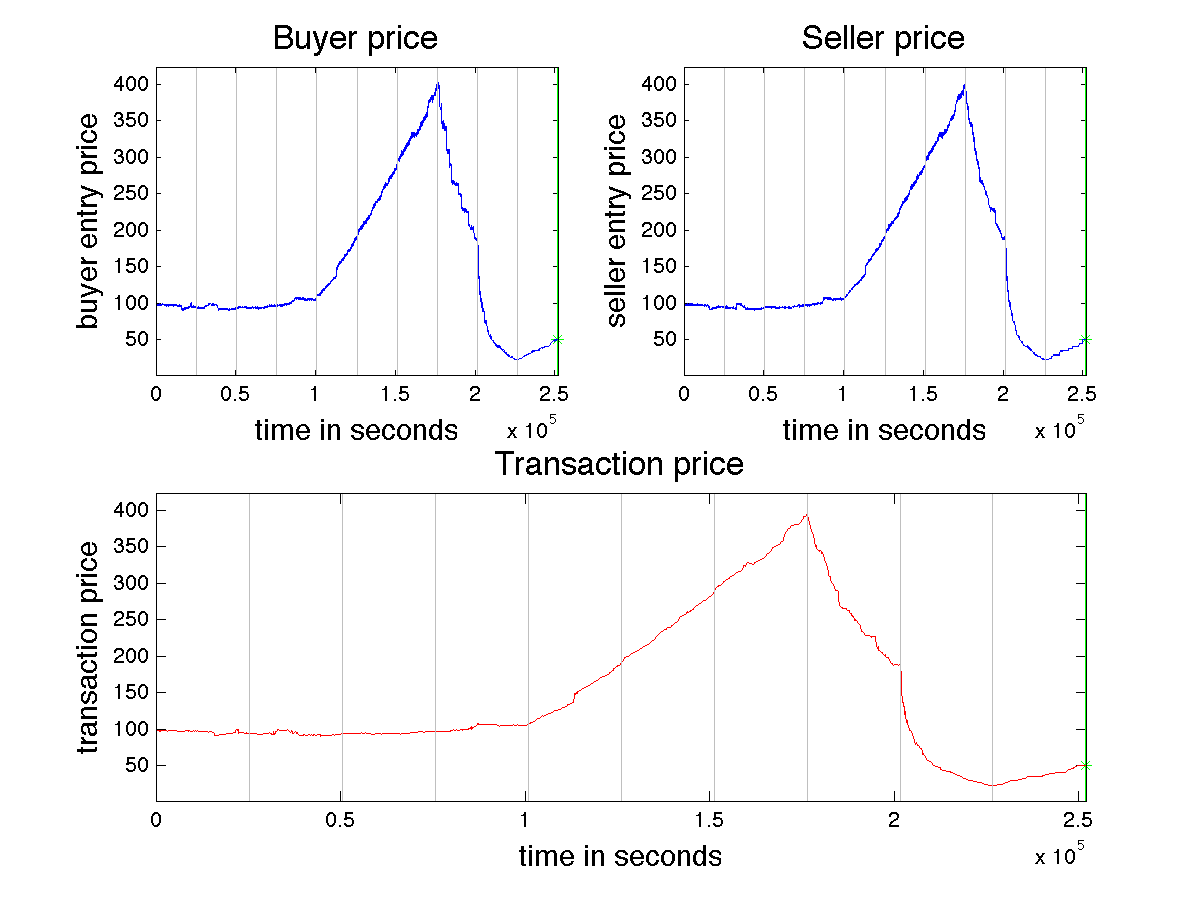 Buyer price
buyer entry price
400
350
300
250
200
150
100
50
0 0.5 1 1.5 2 2.5
x 10^5
time in seconds
Seller price
seller entry price
400
350
300
250
200
150
100
50
0 0.5 1 1.5 2 2.5
x 10^5
time in seconds
Transaction price
transaction price
400
350
300
250
200
150
100
50
0 0.5 1 1.5 2 2.5
x 10^5
time in seconds